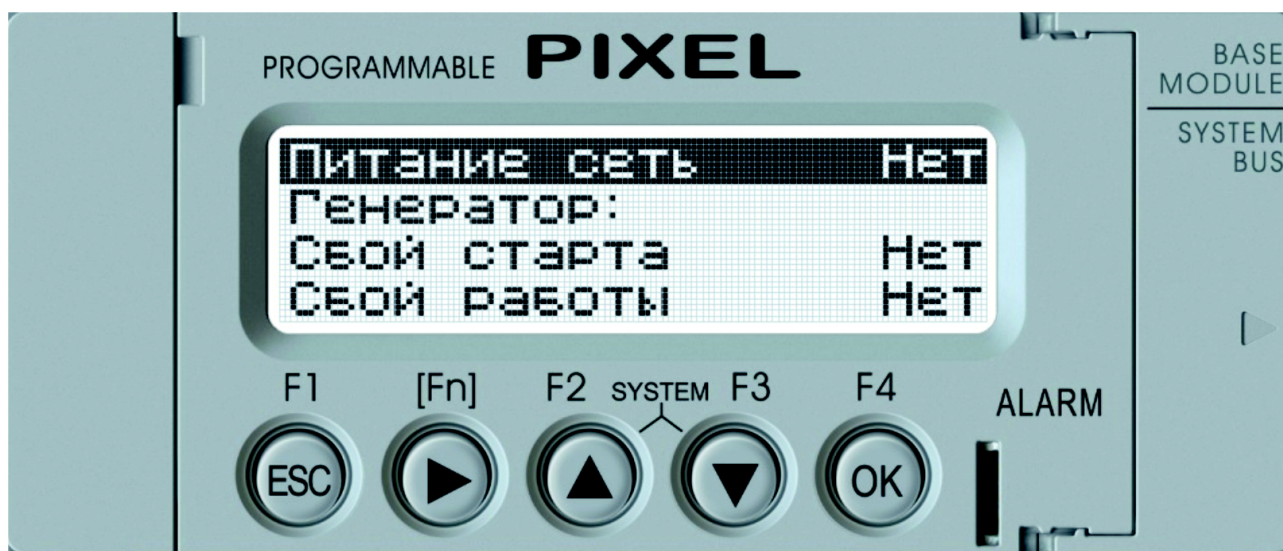 PROGRAMMABLE PIXEL
BASE
MODULE
SYSTEM
BUS
Питание сеть Нет
Генератор:
Сбой старта Нет
Сбой работы Нет
F1 [Fn] F2 SYSTEM F3 F4
ALARM
ESC OK